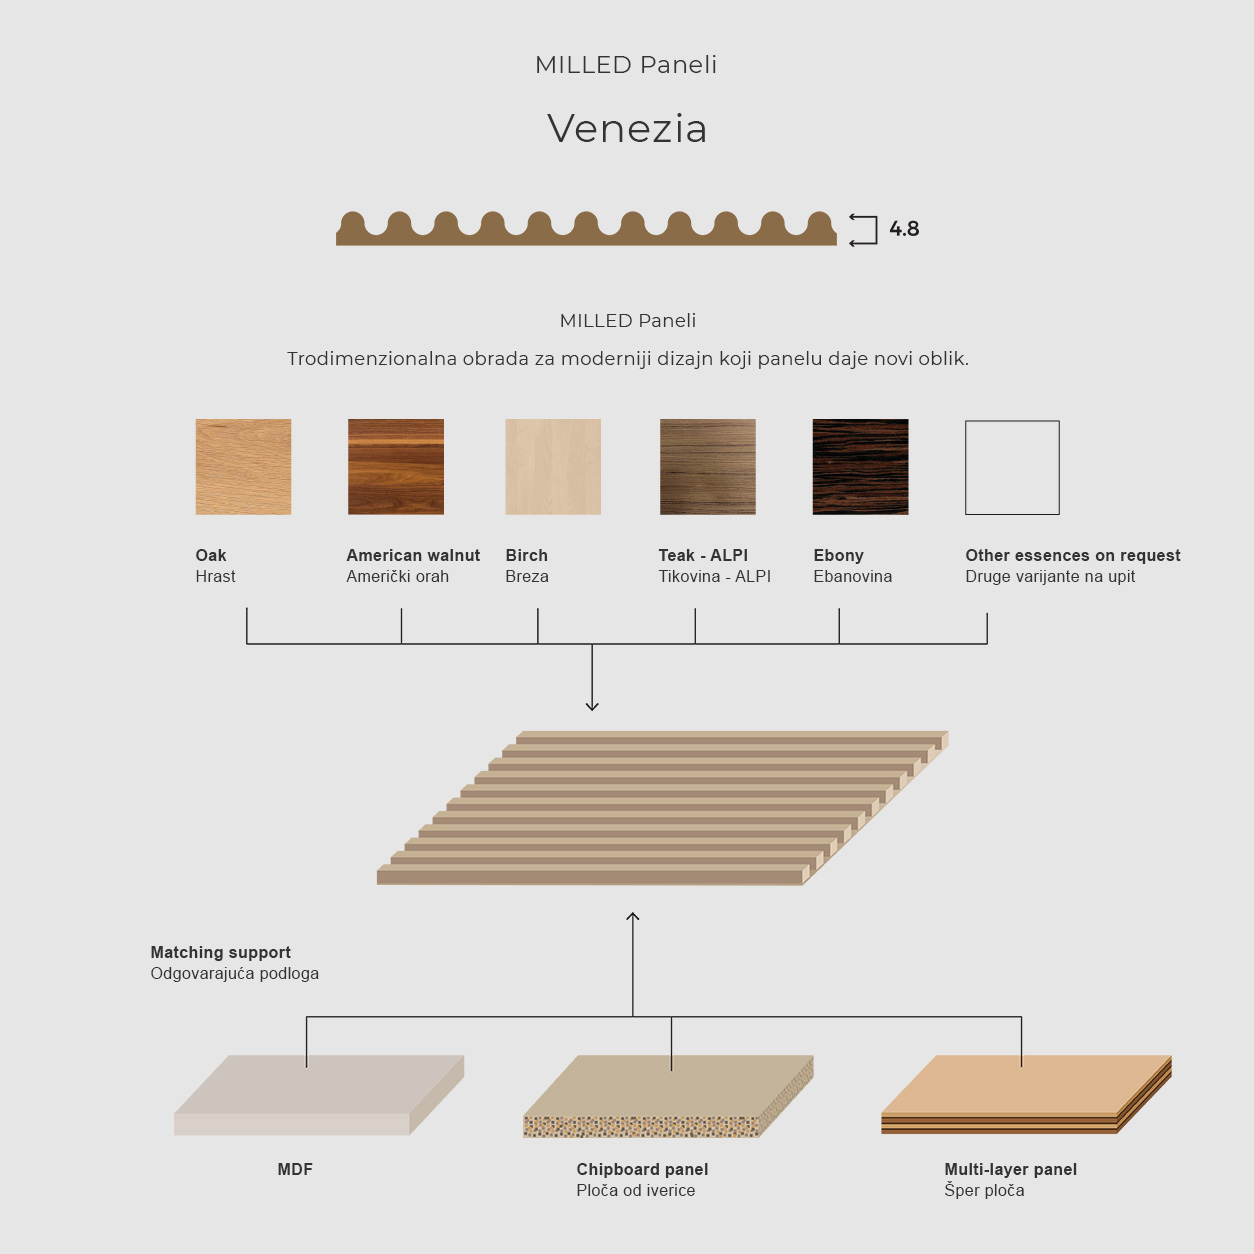 MILLED Paneli
Venezia
4.8
MILLED Paneli
Trodimenzionalna obrada za moderniji dizajn koji panelu daje novi oblik.
Oak
Hrast
American walnut
Američki orah
Birch
Breza
Teak - ALPI
Tikovina - ALPI
Ebony
Ebanovina
Other essences on request
Druge varijante na upit
Matching support
Odgovarajuća podloga
MDF
Chipboard panel
Ploča od iverice
Multi-layer panel
Šper ploča